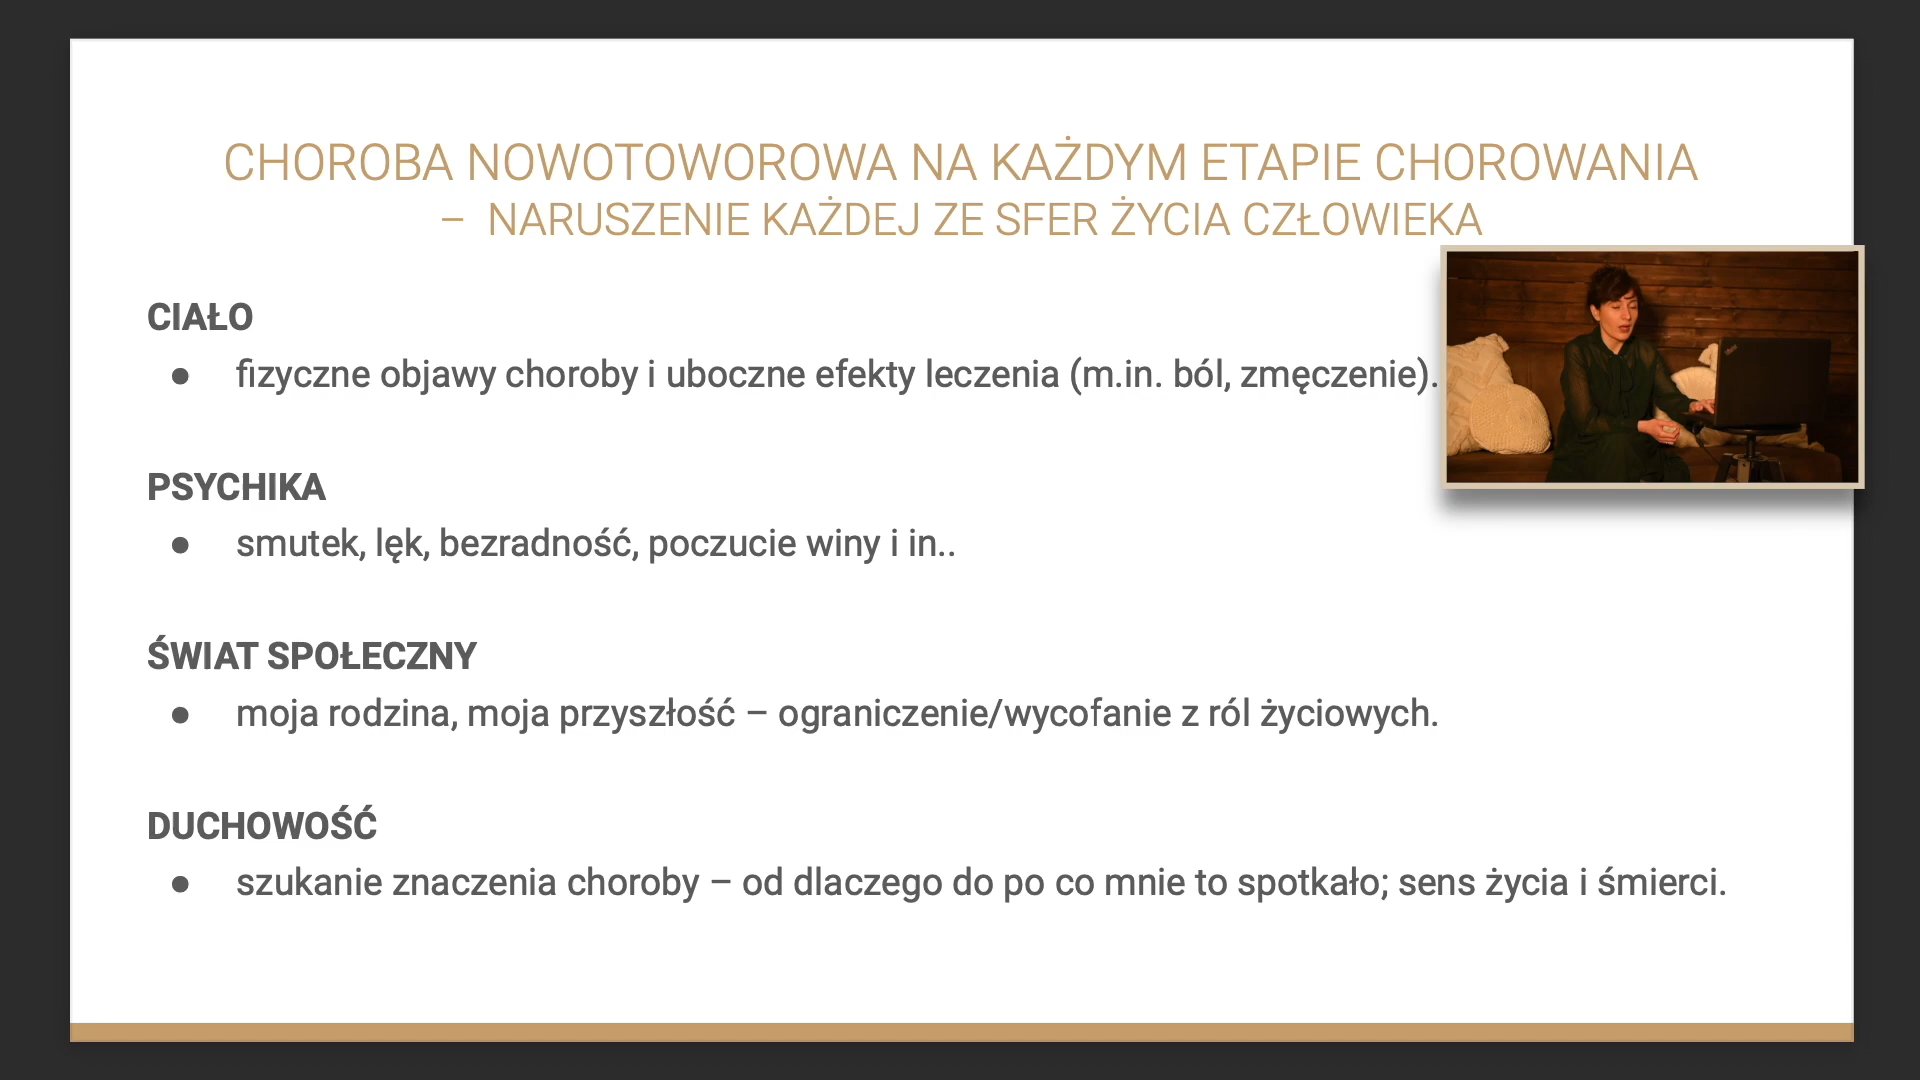 CHOROBA NOWOTOWOROWA NA KAŻDYM ETAPIE CHOROWANIA
– NARUSZENIE KAŻDEJ ZE SFER ŻYCIA CZŁOWIEKA
CIAŁO
● fizyczne objawy choroby i uboczne efekty leczenia (m.in. ból, zmęczenie).
PSYCHIKA
● smutek, lęk, bezradność, poczucie winy i in..
ŚWIAT SPOŁECZNY
● moja rodzina, moja przyszłość – ograniczenie/wycofanie z ról życiowych.
DUCHOWOŚĆ
● szukanie znaczenia choroby – od dlaczego do po co mnie to spotkało; sens życia i śmierci.